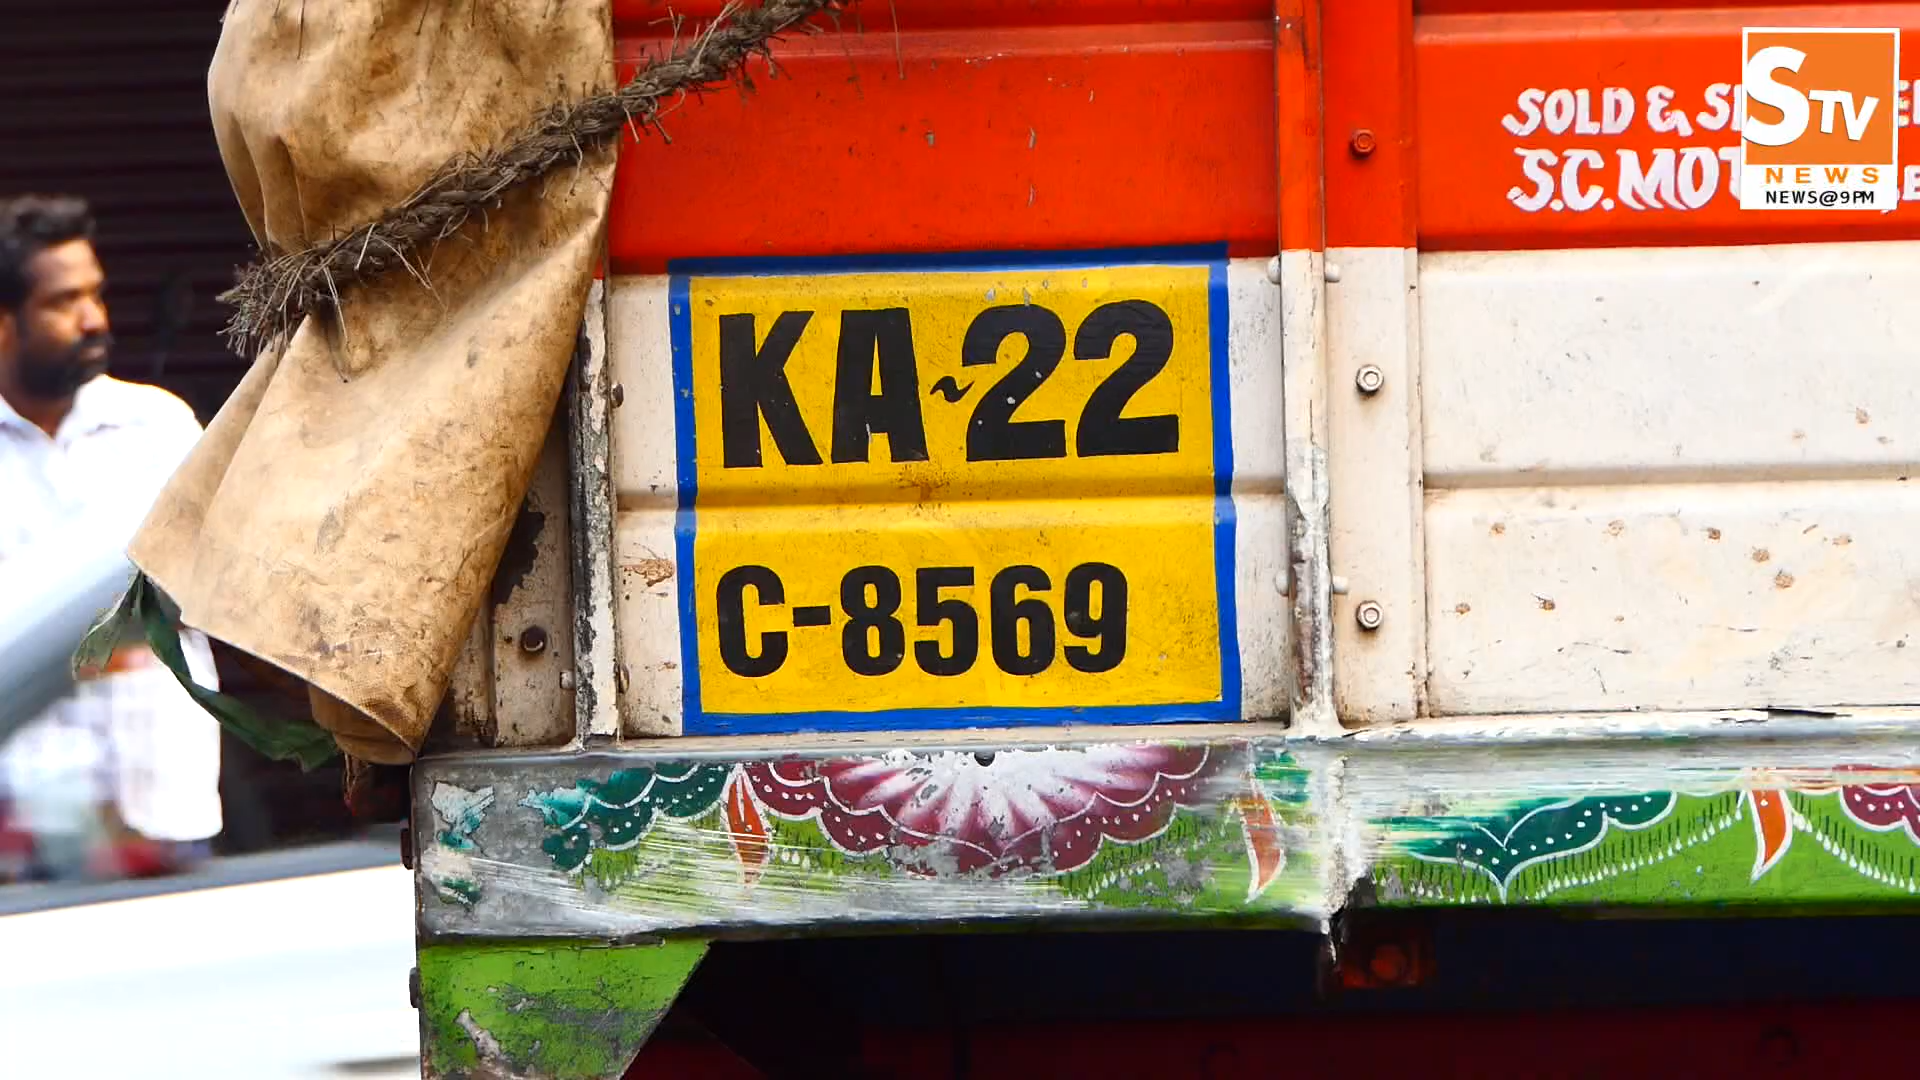 SOLD &
S.C.MOT
STV
NEWS
NEWS@9PM
KA~22
C-8569